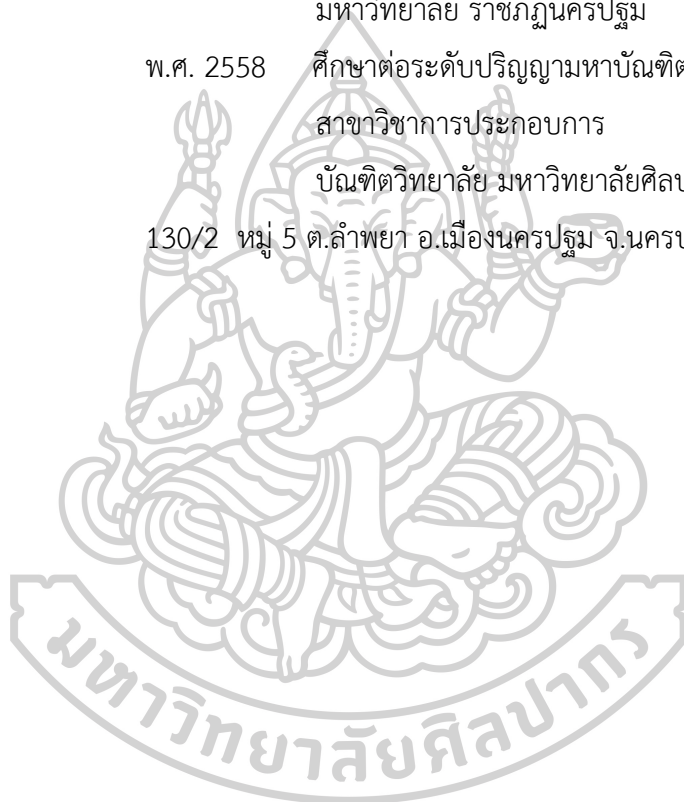 มหาวิทยาลัย ราชภัฏนครปฐม
พ.ศ. 2558 ศึกษาต่อระดับปริญญามหาบัณฑิต
สาขาวิชาการประกอบการ
บัณฑิตวิทยาลัย มหาวิทยาลัยศิลป
130/2 หมู่ 5 ต.ลำพยา อ.เมืองนครปฐม จ.นครป
มหาวิทยาลัยศิลปากร